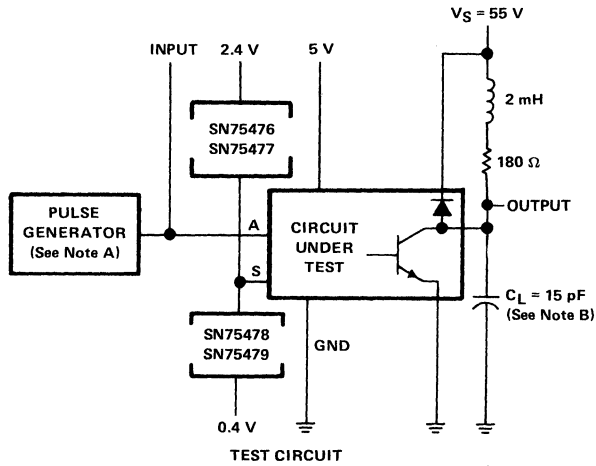 VS = 55 V
INPUT
2.4 V
5 V
2 mH
SN75476
SN75477
180 Ω
OUTPUT
PULSE
GENERATOR
(See Note A)
A
CIRCUIT
UNDER
TEST
S
CL = 15 pF
(See Note B)
SN75478
SN75479
GND
0.4 V
TEST CIRCUIT